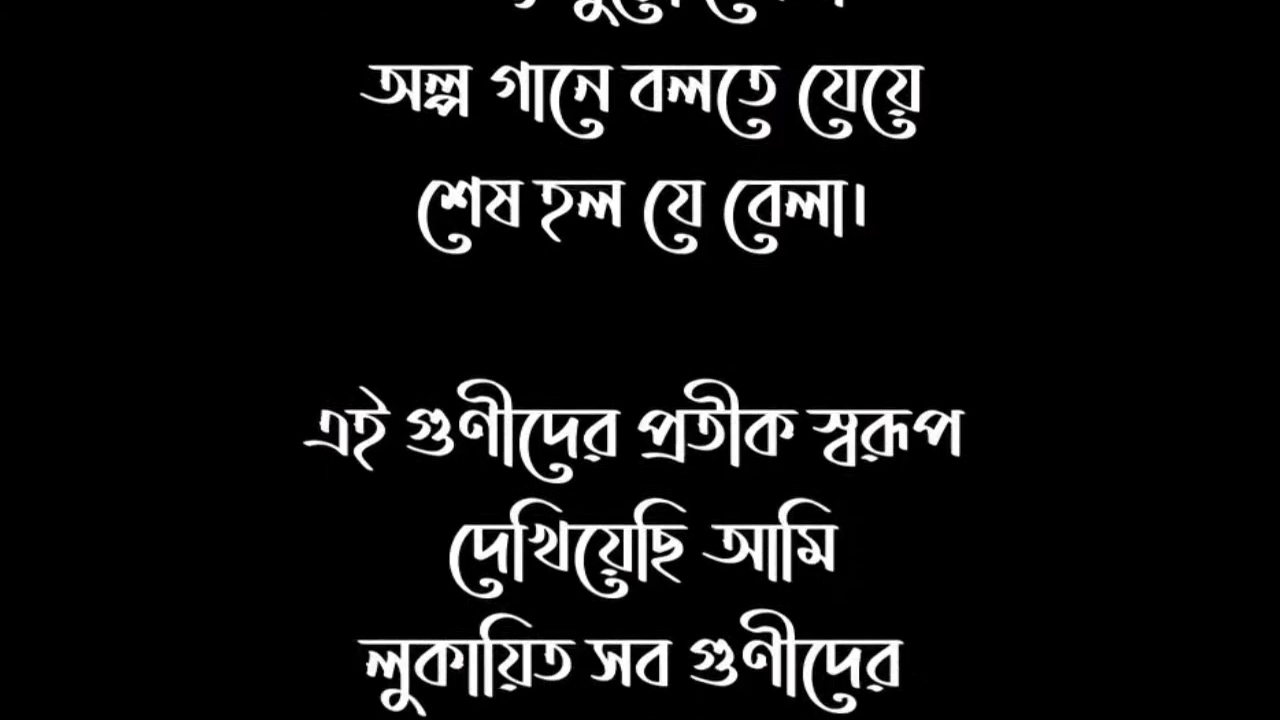 অল্প গানে বলতে যেয়ে
শেষ হল যে বেলা।
এই গুণীদের প্রতীক স্বরূপ
দেখিয়েছি আমি
লুকায়িত সব গুণীদের